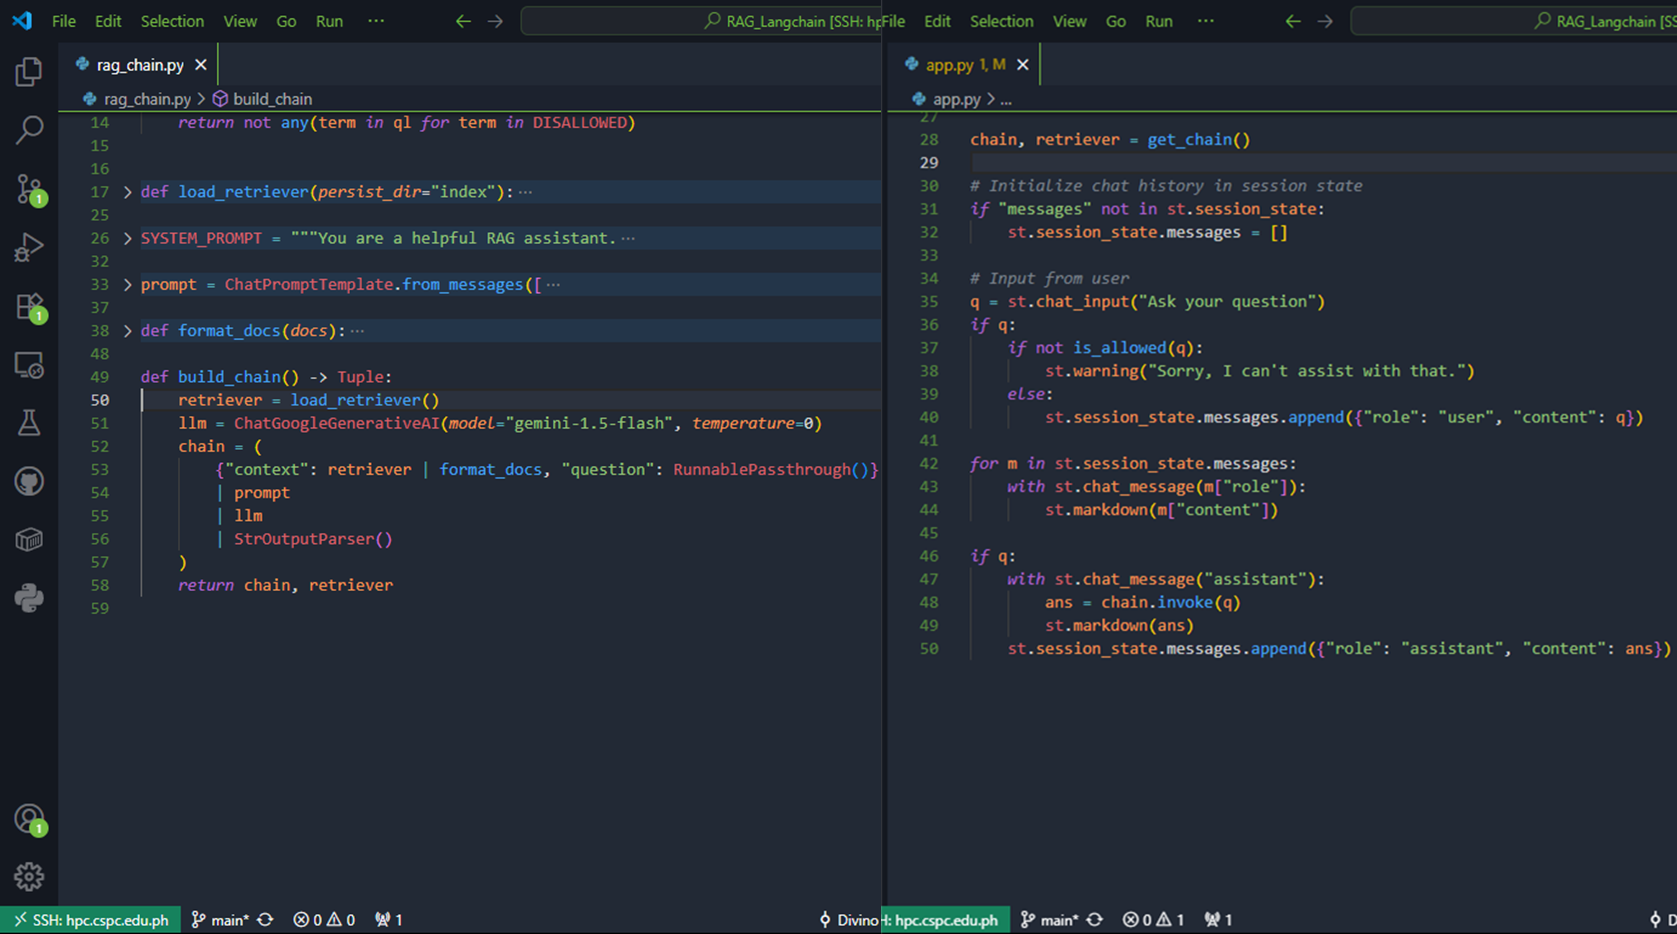 File Edit Selection View Go Run ··· ← → RAG_Langchain [SSH: hp
rag_chain.py ×
rag_chain.py > build_chain
14 return not any(term in ql for term in DISALLOWED)
15
16
17 > def load_retriever(persist_dir="index"): ···
25
26 > SYSTEM_PROMPT = """You are a helpful RAG assistant. ···
32
33 > prompt = ChatPromptTemplate.from_messages([ ···
37
38 > def format_docs(docs): ···
48
49 def build_chain() -> Tuple:
50 retriever = load_retriever()
51 llm = ChatGoogleGenerativeAI(model="gemini-1.5-flash", temperature=0)
52 chain = (
53 {"context": retriever | format_docs, "question": RunnablePassthrough()}
54 | prompt
55 | llm
56 | StrOutputParser()
57 )
58 return chain, retriever
59
1
1
1
SSH: hpc.cspc.edu.ph main* 0 0 1 Divino
File Edit Selection View Go Run ··· ← → RAG_Langchain [SS
app.py 1, M ×
app.py > ...
27
28 chain, retriever = get_chain()
29
30 # Initialize chat history in session state
31 if "messages" not in st.session_state:
32 st.session_state.messages = []
33
34 # Input from user
35 q = st.chat_input("Ask your question")
36 if q:
37 if not is_allowed(q):
38 st.warning("Sorry, I can't assist with that.")
39 else:
40 st.session_state.messages.append({"role": "user", "content": q})
41
42 for m in st.session_state.messages:
43 with st.chat_message(m["role"]):
44 st.markdown(m["content"])
45
46 if q:
47 with st.chat_message("assistant"):
48 ans = chain.invoke(q)
49 st.markdown(ans)
50 st.session_state.messages.append({"role": "assistant", "content": ans})
H: hpc.cspc.edu.ph main* 0 1 1 D